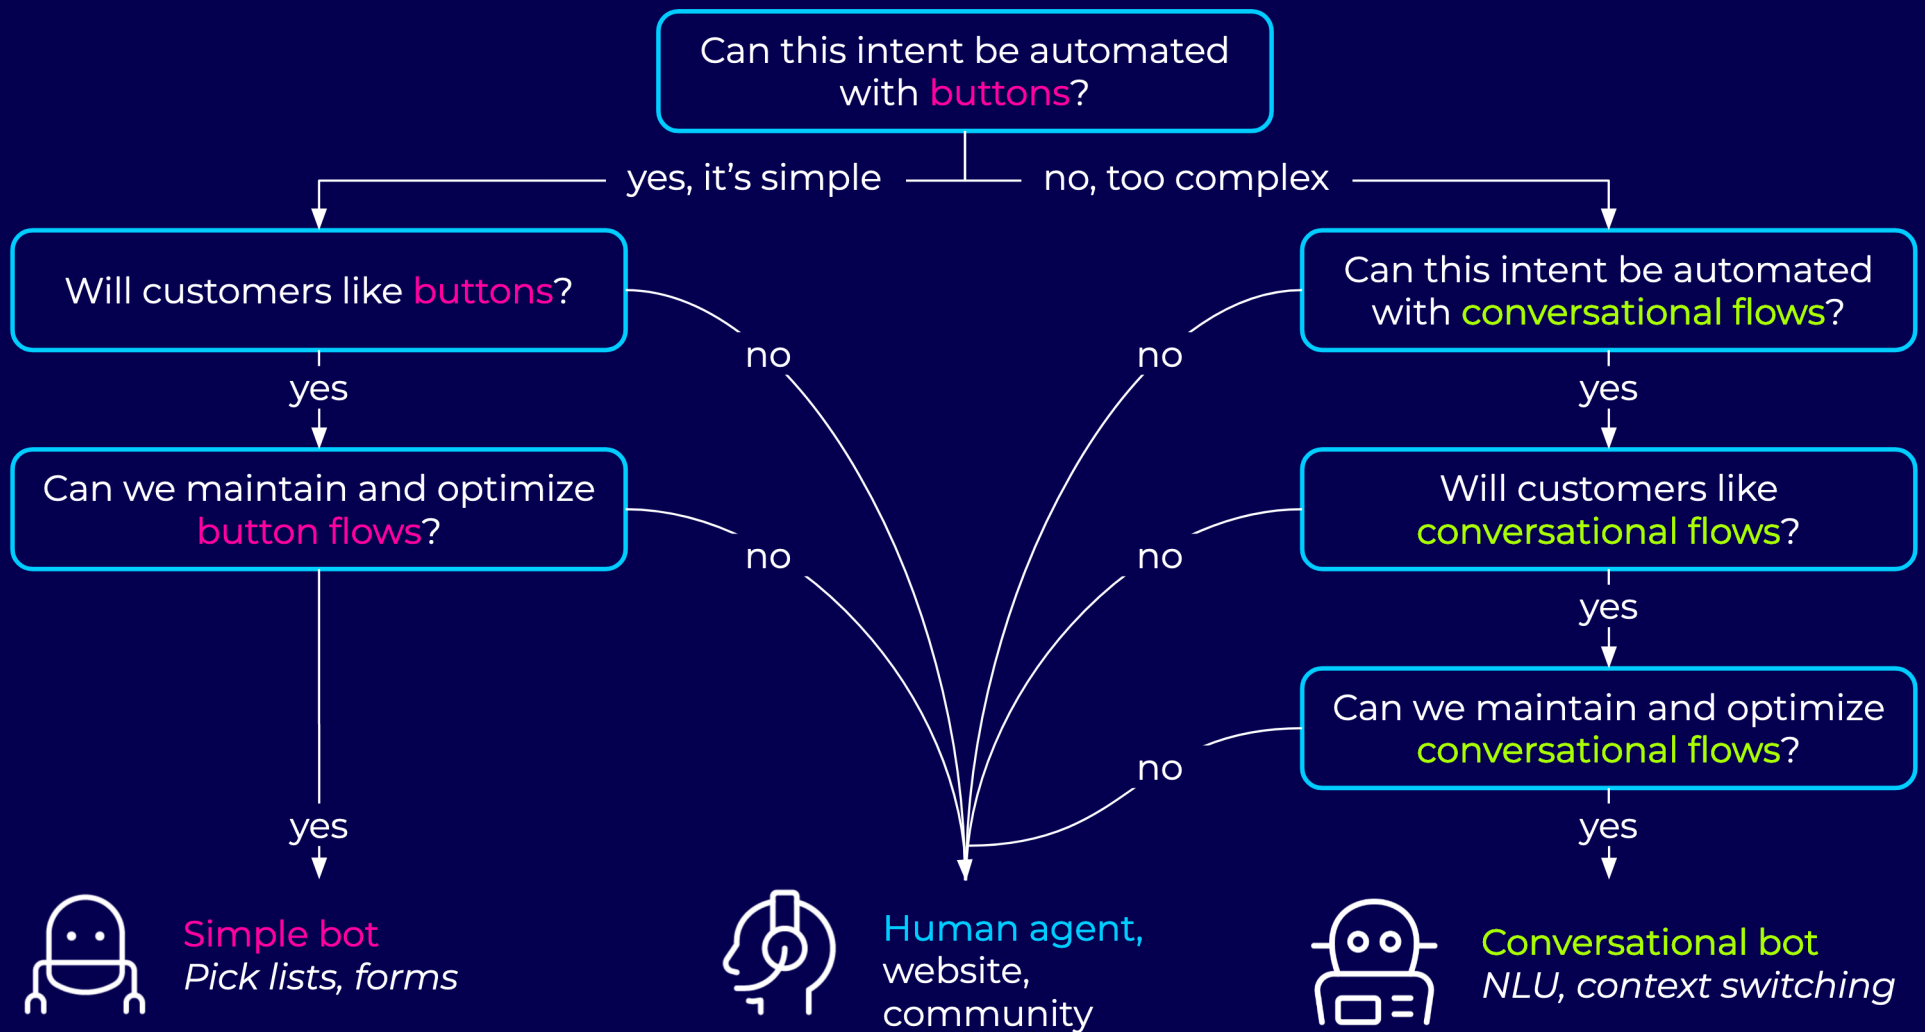 Can this intent be automated
with buttons?
yes, it's simple
no, too complex
Will customers like buttons?
Can this intent be automated
with conversational flows?
no
no
yes
yes
Can we maintain and optimize
button flows?
Will customers like
conversational flows?
no
no
yes
Can we maintain and optimize
conversational flows?
no
yes
yes
Simple bot
Pick lists, forms
Human agent,
website,
community
Conversational bot
NLU, context switching